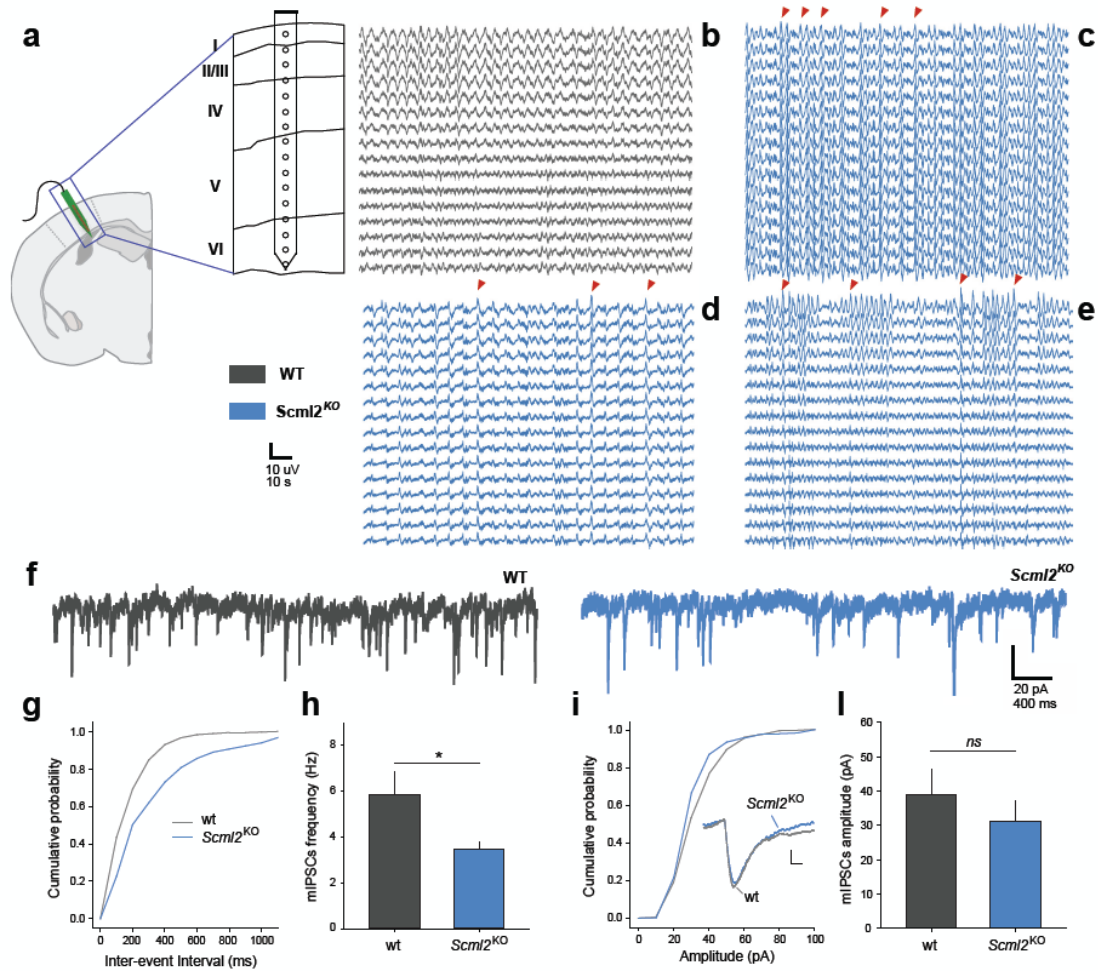 a
I
II/III
IV
V
VI
b
c
d
e
WT
Scml2KO
10 uV
10 s
f
WT
Scml2KO
20 pA
400 ms
g
Cumulative probability
1.0
0.8
0.6
0.4
0.2
0.0
wt
Scml2KO
0 200 400 600 800 1000
Inter-event Interval (ms)
h
mIPSCs frequency (Hz)
8
6
4
2
0
*
wt Scml2KO
i
Cumulative probability
1.0
0.8
0.6
0.4
0.2
0.0
Scml2KO
wt
0 20 40 60 80 100
Amplitude (pA)
l
mIPSCs amplitude (pA)
60
50
40
30
20
10
0
ns
wt Scml2KO